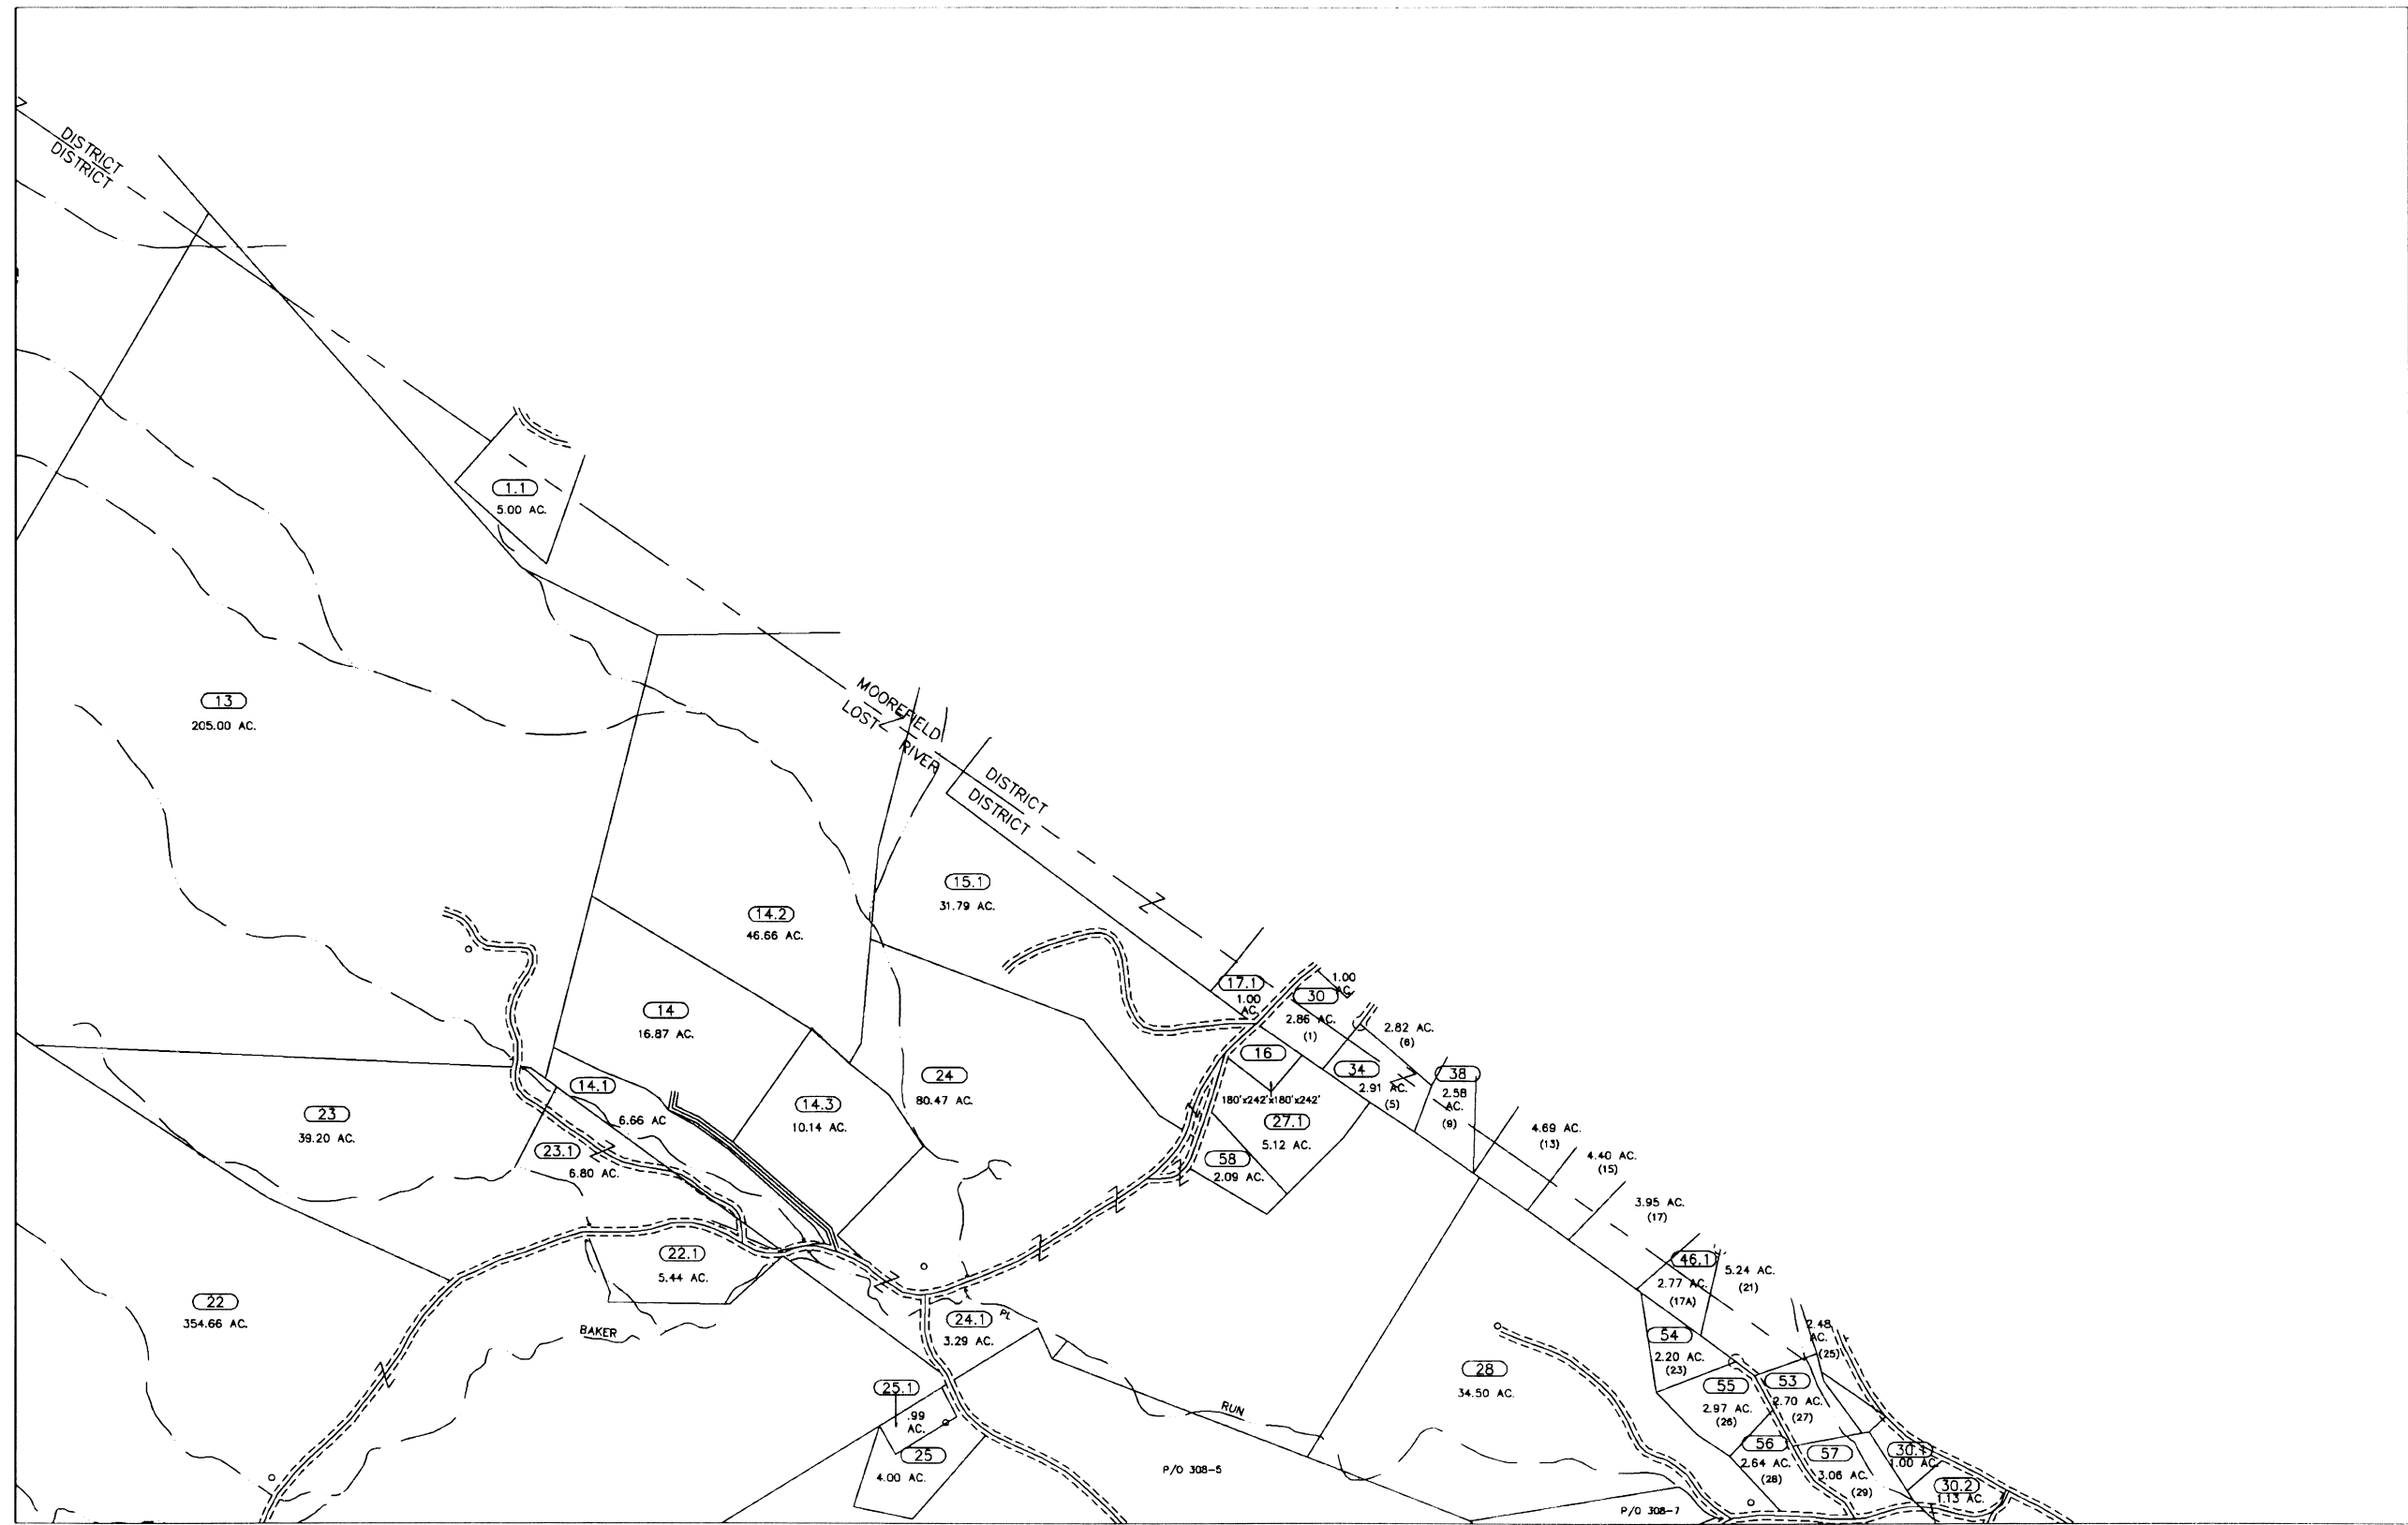 DISTRICT
DISTRICT
1.1
5.00 AC.
13
205.00 AC.
MOOREFIELD
LOST RIVER
DISTRICT
DISTRICT
15.1
31.79 AC.
14.2
46.66 AC.
14
16.87 AC.
17.1
1.00
AC.
30
1.00
AC.
2.86 AC.
(1)
2.82 AC.
(6)
16
34
2.91 AC.
(5)
38
2.58
AC.
(9)
14.1
6.66 AC
24
80.47 AC.
14.3
10.14 AC.
180'x242'x180'x242'
27.1
5.12 AC.
23
39.20 AC.
23.1
6.80 AC.
58
2.09 AC.
4.69 AC.
(13)
4.40 AC.
(15)
3.95 AC.
(17)
22.1
5.44 AC.
46.1
2.77 AC.
(17A)
5.24 AC.
(21)
22
354.66 AC.
BAKER
24.1
3.29 AC.
PL
54
2.20 AC.
(23)
2.48
AC.
(25)
28
34.50 AC.
25.1
.99
AC.
55
2.97 AC.
(26)
53
2.70 AC.
(27)
RUN
25
4.00 AC.
P/O 308-5
56
2.64 AC.
(28)
57
3.06 AC.
(29)
30.1
1.00 AC.
30.2
1.13 AC.
P/O 308-7